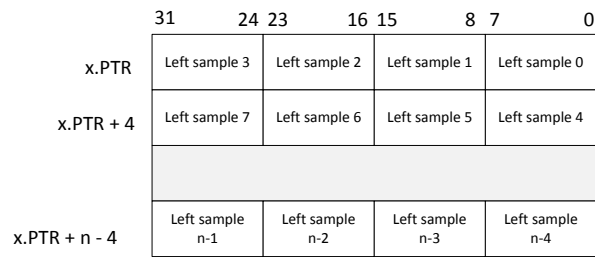 31 24 23 16 15 8 7 0
x.PTR Left sample 3 Left sample 2 Left sample 1 Left sample 0
x.PTR + 4 Left sample 7 Left sample 6 Left sample 5 Left sample 4
Left sample Left sample Left sample Left sample
x.PTR + n - 4 n-1 n-2 n-3 n-4